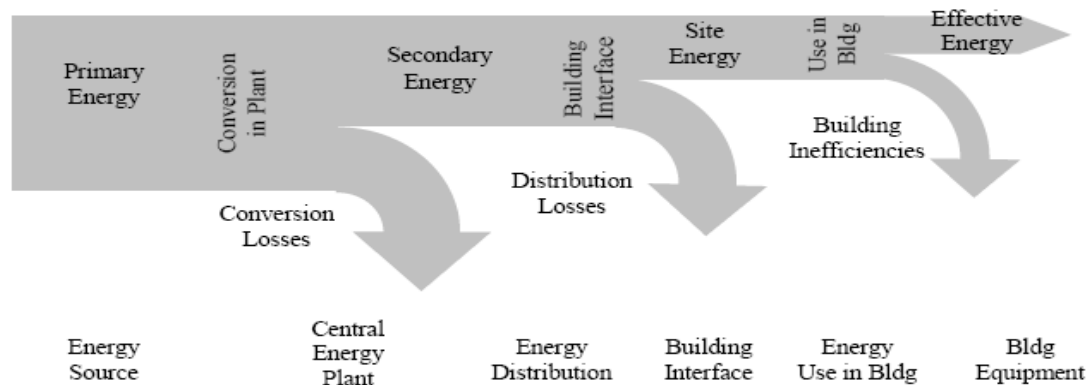 Primary
Energy
Conversion
in Plant
Secondary
Energy
Building
Interface
Site
Energy
Use in
Bldg
Effective
Energy
Conversion
Losses
Distribution
Losses
Building
Inefficiencies
Energy
Source
Central
Energy
Plant
Energy
Distribution
Building
Interface
Energy
Use in Bldg
Bldg
Equipment